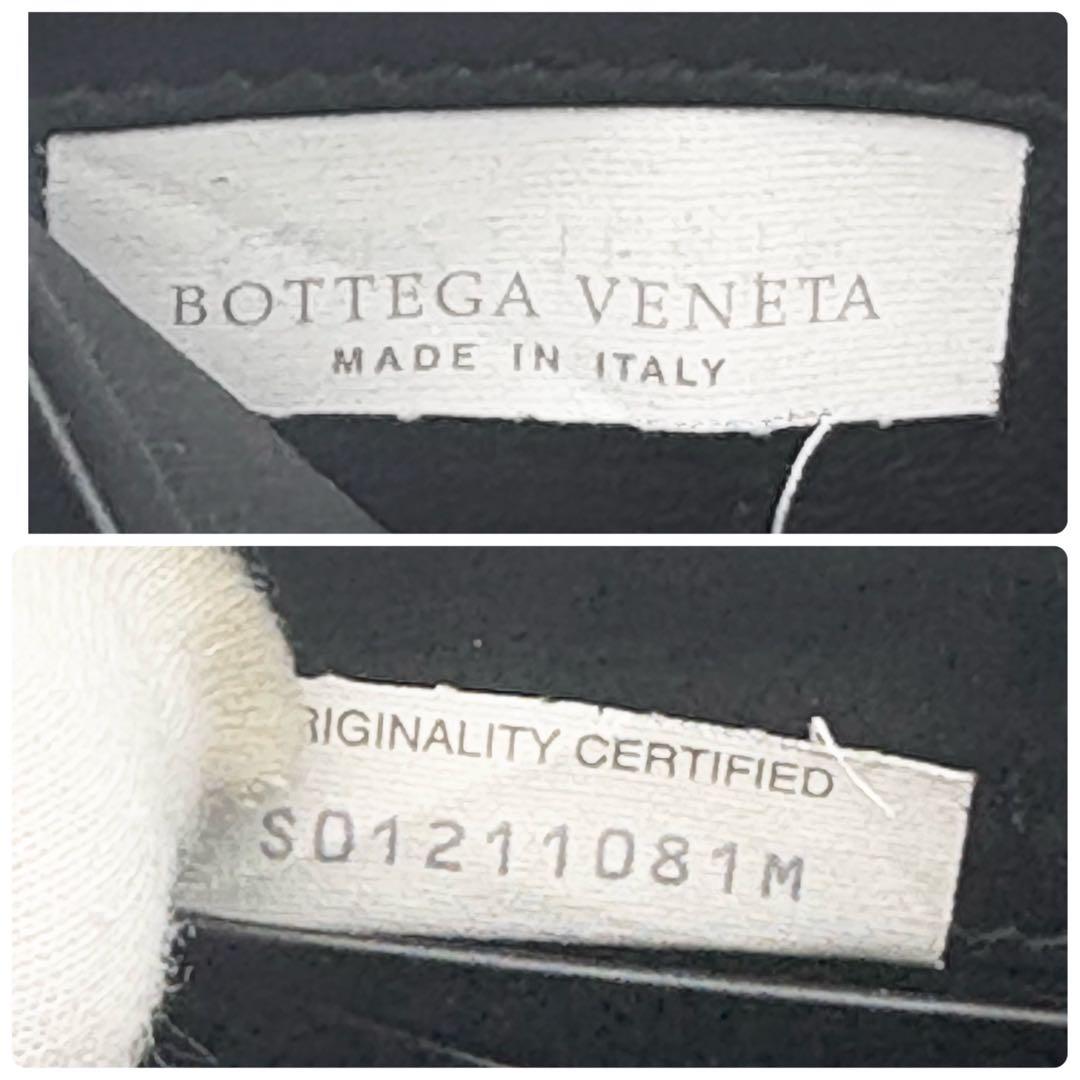 BOTTEGA VENETA
MADE IN ITALY
RIGINALITY CERTIFIED
S01211081M